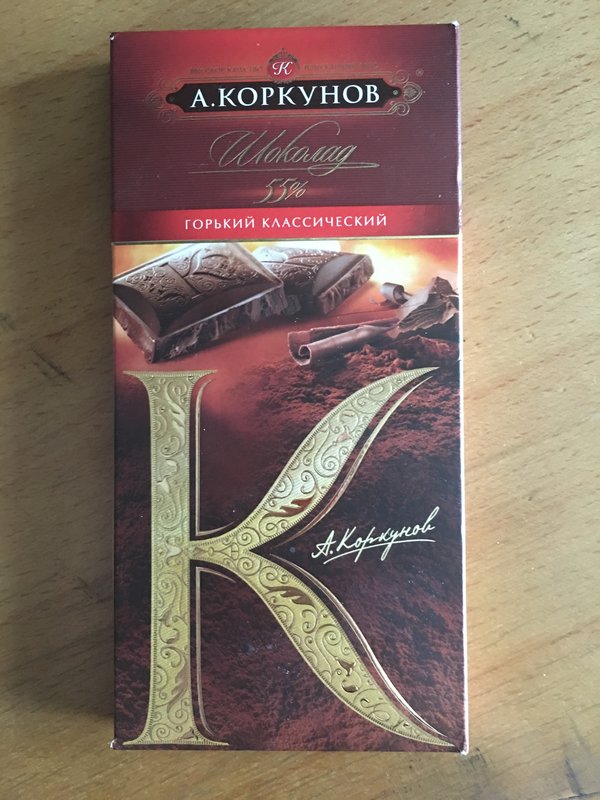 К
А.КОРКУНОВ
®
Шоколад
55%
ГОРЬКИЙ КЛАССИЧЕСКИЙ
К
А. Коркунов